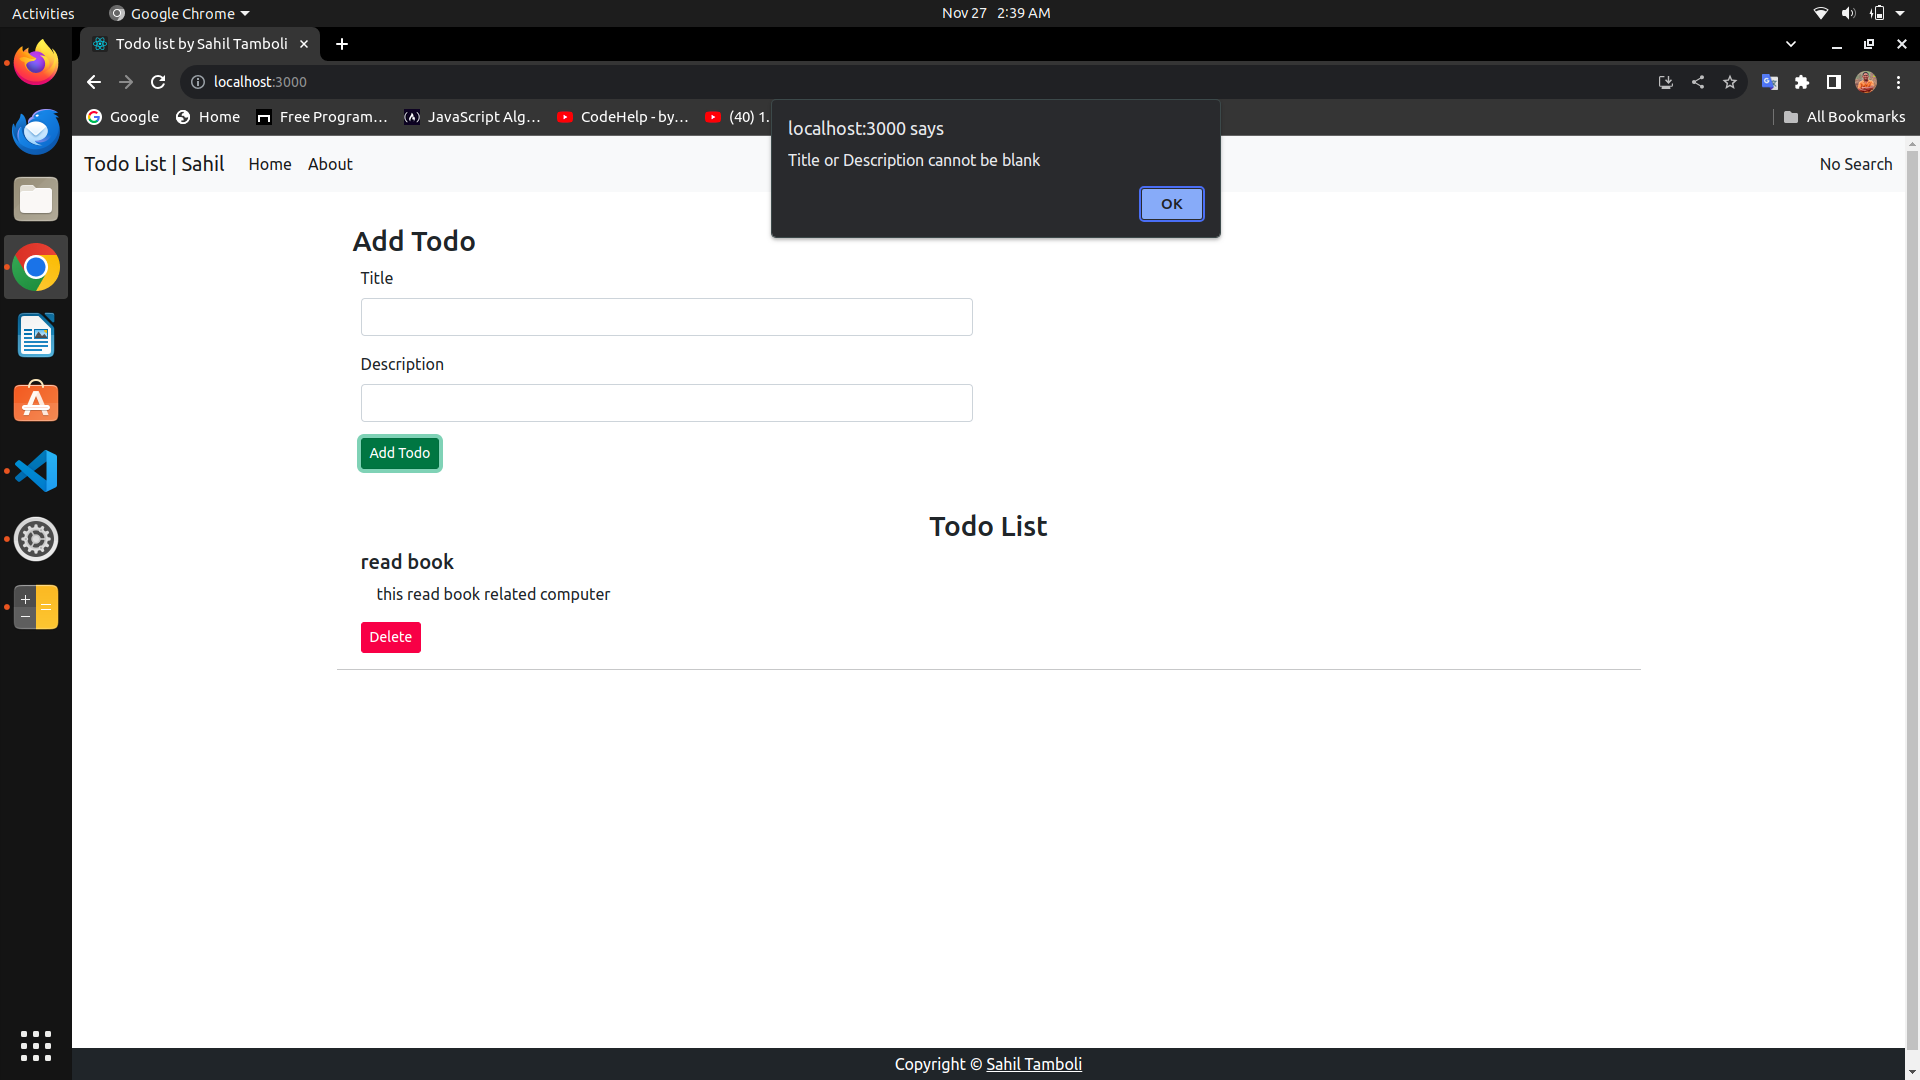 Activities
Google Chrome
Nov 27 2:39 AM
Todo list by Sahil Tamboli
localhost:3000
Google
Home
Free Program...
JavaScript Alg...
CodeHelp - by...
(40) 1.
All Bookmarks
localhost:3000 says
Title or Description cannot be blank
OK
Todo List | Sahil
Home
About
No Search
Add Todo
Title
Description
Add Todo
Todo List
read book
this read book related computer
Delete
Copyright © Sahil Tamboli